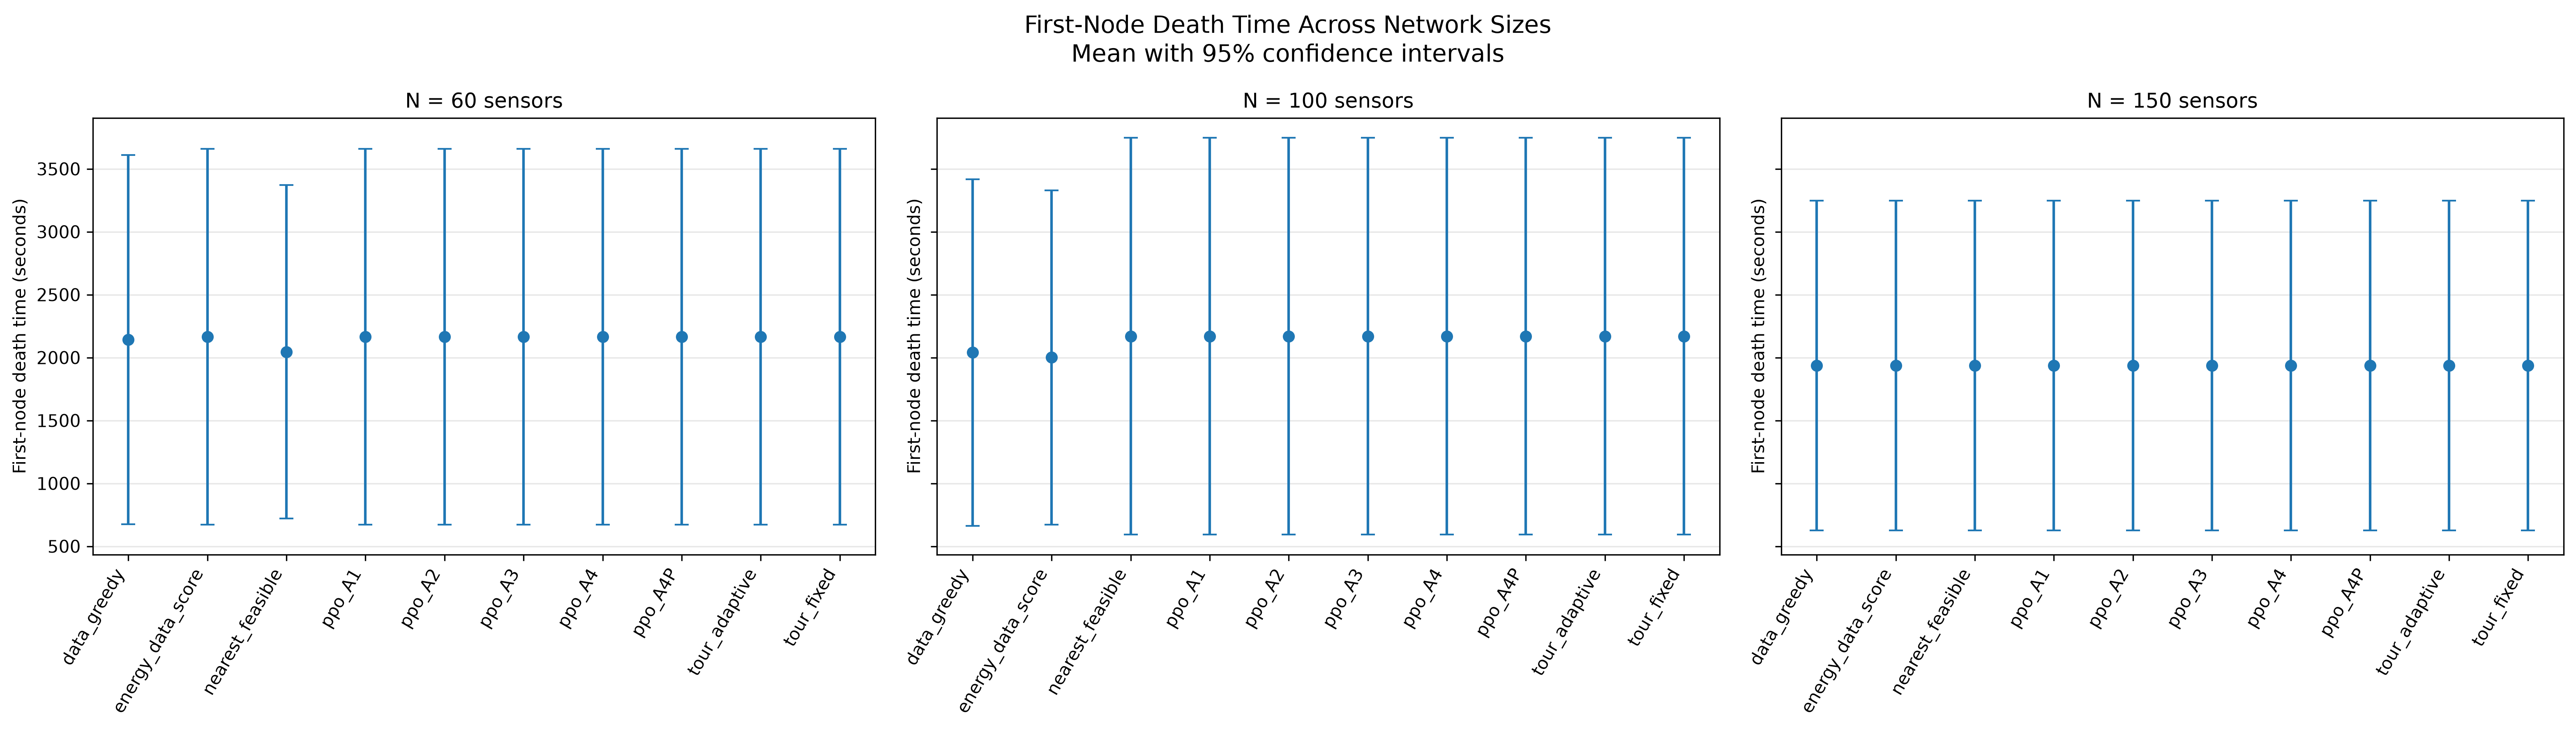 First-Node Death Time Across Network Sizes
Mean with 95% confidence intervals
N = 60 sensors
First-node death time (seconds)
3500
3000
2500
2000
1500
1000
500
data_greedy
energy_data_score
nearest_feasible
ppo_A1
ppo_A2
ppo_A3
ppo_A4
ppo_A4P
tour_adaptive
tour_fixed
N = 100 sensors
First-node death time (seconds)
data_greedy
energy_data_score
nearest_feasible
ppo_A1
ppo_A2
ppo_A3
ppo_A4
ppo_A4P
tour_adaptive
tour_fixed
N = 150 sensors
First-node death time (seconds)
data_greedy
energy_data_score
nearest_feasible
ppo_A1
ppo_A2
ppo_A3
ppo_A4
ppo_A4P
tour_adaptive
tour_fixed